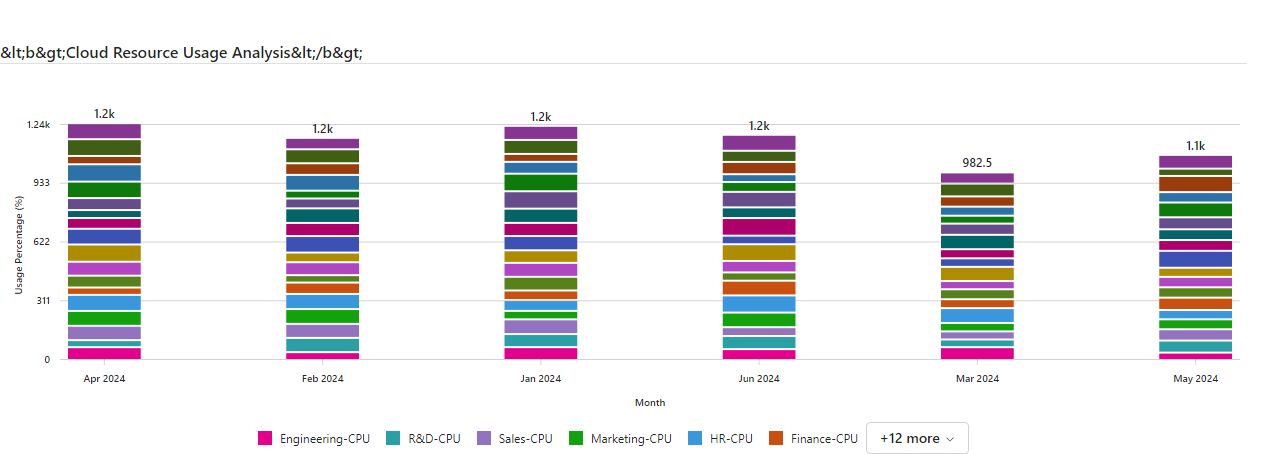 &lt;b&gt;Cloud Resource Usage Analysis&lt;/b&gt;
1.2k
1.2k
1.2k
1.2k
982.5
1.1k
1.24k
933
622
311
0
Usage Percentage (%)
Apr 2024
Feb 2024
Jan 2024
Jun 2024
Mar 2024
May 2024
Month
Engineering-CPU
R&D-CPU
Sales-CPU
Marketing-CPU
HR-CPU
Finance-CPU
+12 more